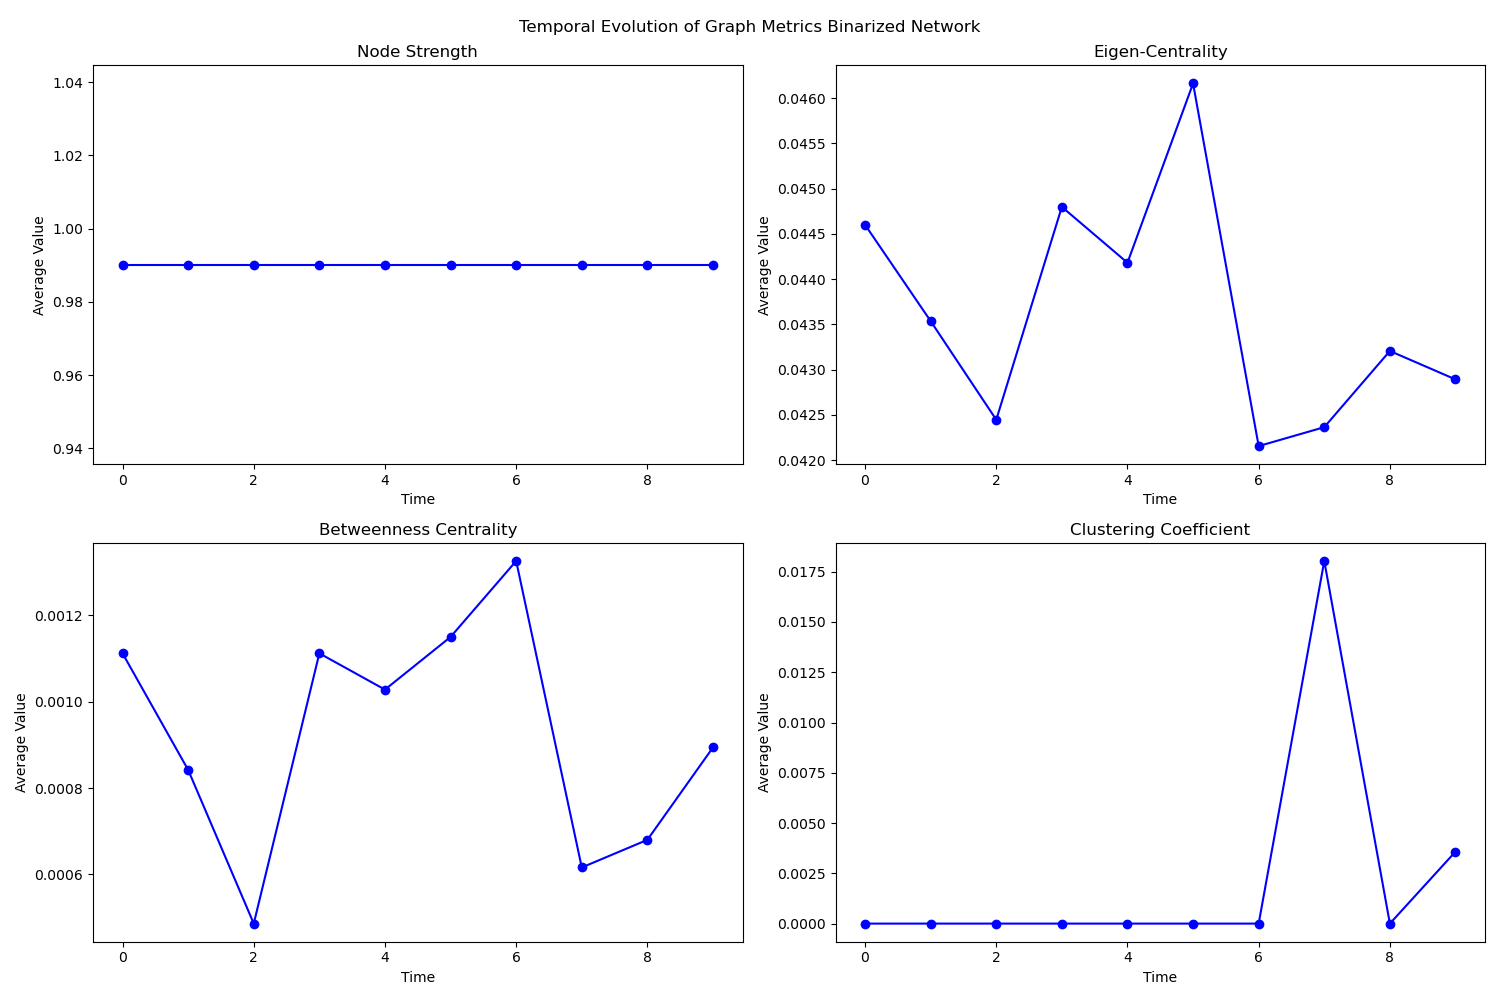 Temporal Evolution of Graph Metrics Binarized Network
Node Strength
1.04
1.02
1.00
0.98
0.96
0.94
Average Value
0 2 4 6 8
Time
Eigen-Centrality
0.0460
0.0455
0.0450
0.0445
0.0440
0.0435
0.0430
0.0425
0.0420
Average Value
0 2 4 6 8
Time
Betweenness Centrality
0.0012
0.0010
0.0008
0.0006
Average Value
0 2 4 6 8
Time
Clustering Coefficient
0.0175
0.0150
0.0125
0.0100
0.0075
0.0050
0.0025
0.0000
Average Value
0 2 4 6 8
Time